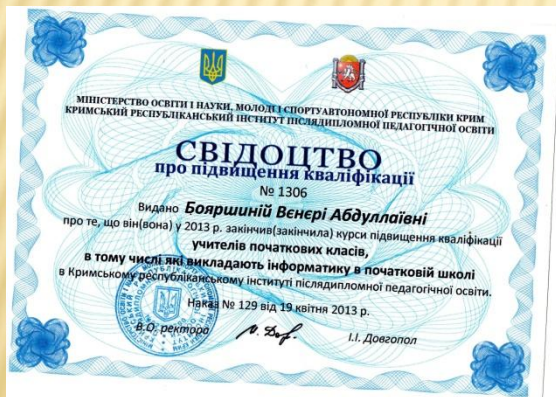 МІНІСТЕРСТВО ОСВІТИ І НАУКИ, МОЛОДІ І СПОРТУАВТОНОМНОЇ РЕСПУБЛІКИ КРИМ
КРИМСЬКИЙ РЕСПУБЛІКАНСЬКИЙ ІНСТИТУТ ПІСЛЯДИПЛОМНОЇ ПЕДАГОГІЧНОЇ ОСВІТИ
СВІДОЦТВО
про підвищення кваліфікації
№ 1306
Видано Бояршиній Вєнєрі Абдуллаївні
про те, що він(вона) у 2013 р. закінчив(закінчила) курси підвищення кваліфікації
учителів початкових класів,
в тому числі які викладають інформатику в початковій школі
в Кримському республіканському інституті післядипломної педагогічної освіти.
Наказ № 129 від 19 квітня 2013 р.
В.О. ректора І.І. Довгопол